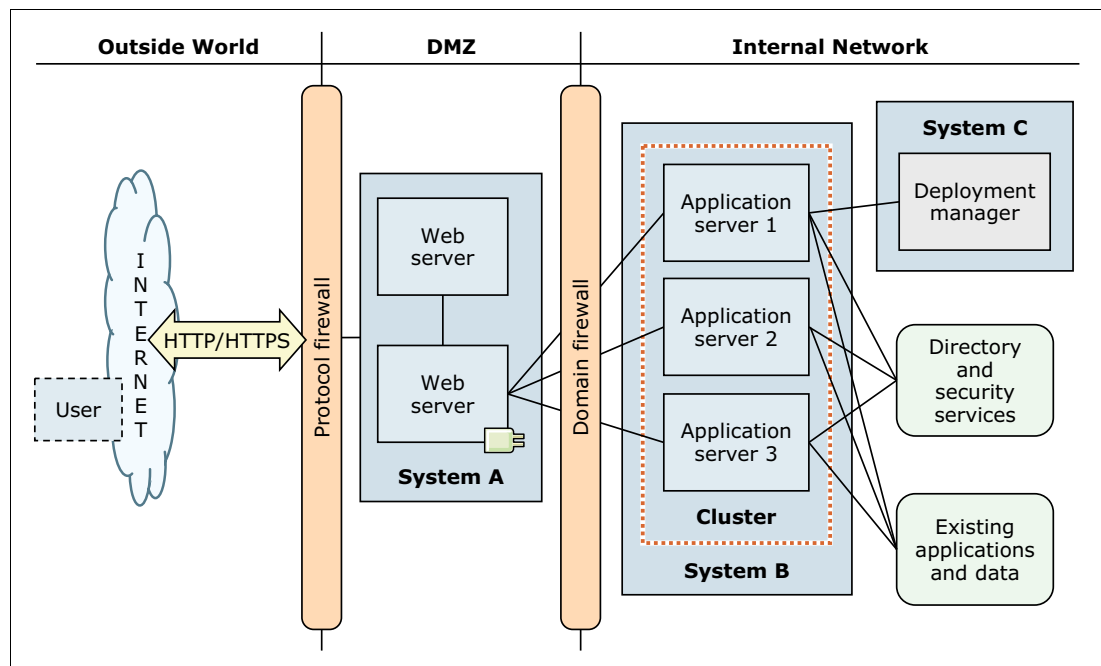 Outside World
DMZ
Internal Network
INTERNET
HTTP/HTTPS
User
Protocol firewall
Web
server
Web
server
System A
Domain firewall
Application
server 1
Application
server 2
Application
server 3
Cluster
System B
System C
Deployment
manager
Directory
and
security
services
Existing
applications
and data